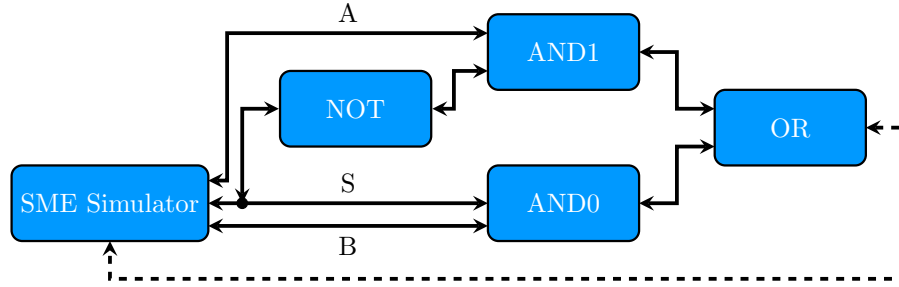 A
AND1
NOT
OR
SME Simulator
S
AND0
B